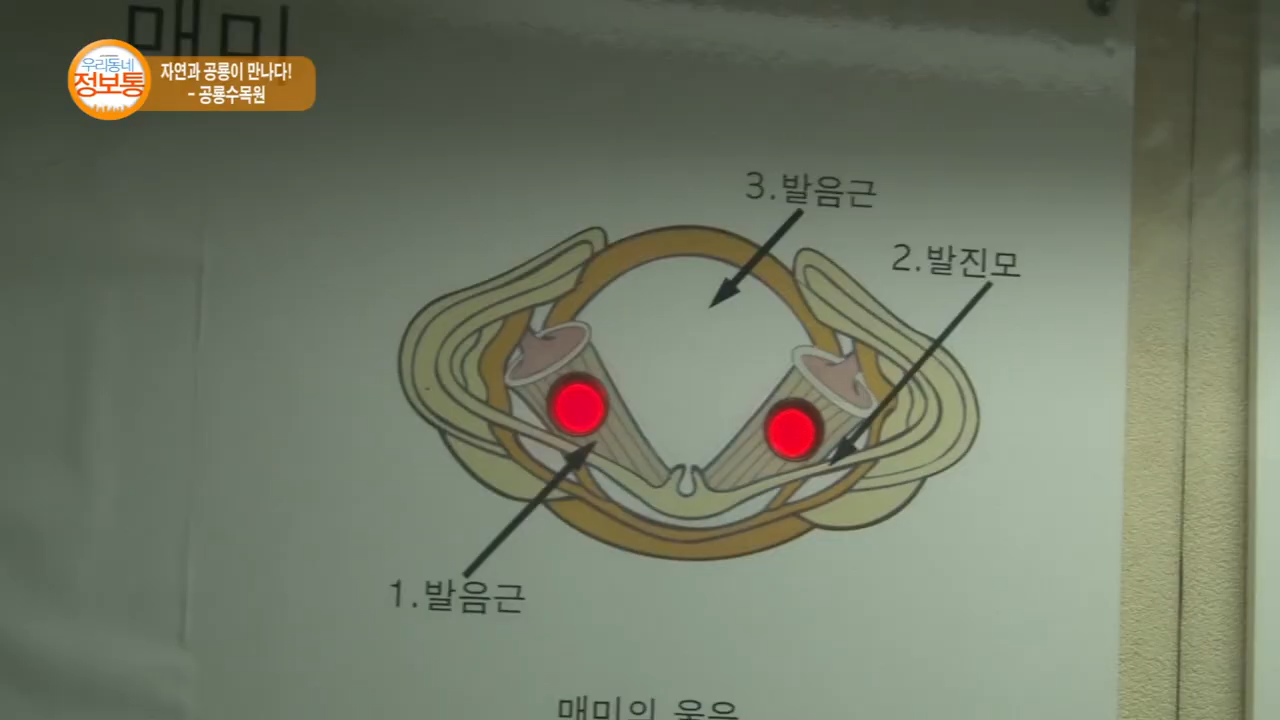 매미
우리동네
정보통
자연과 공룡이 만나다!
- 공룡수목원
3.발음근
2.발진모
1.발음근
매미의 울음